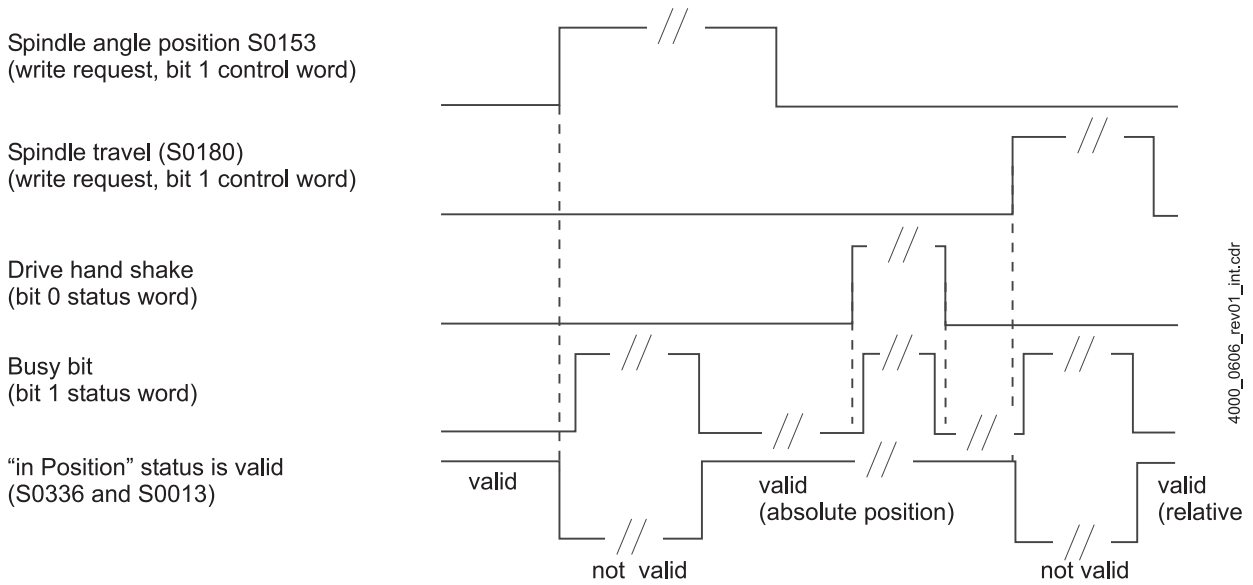 Spindle angle position S0153
(write request, bit 1 control word)
Spindle travel (S0180)
(write request, bit 1 control word)
Drive hand shake
(bit 0 status word)
Busy bit
(bit 1 status word)
“in Position” status is valid
(S0336 and S0013)
valid
valid
(absolute position)
valid
(relative
not valid
not valid
4000_0606_rev01_int.cdr